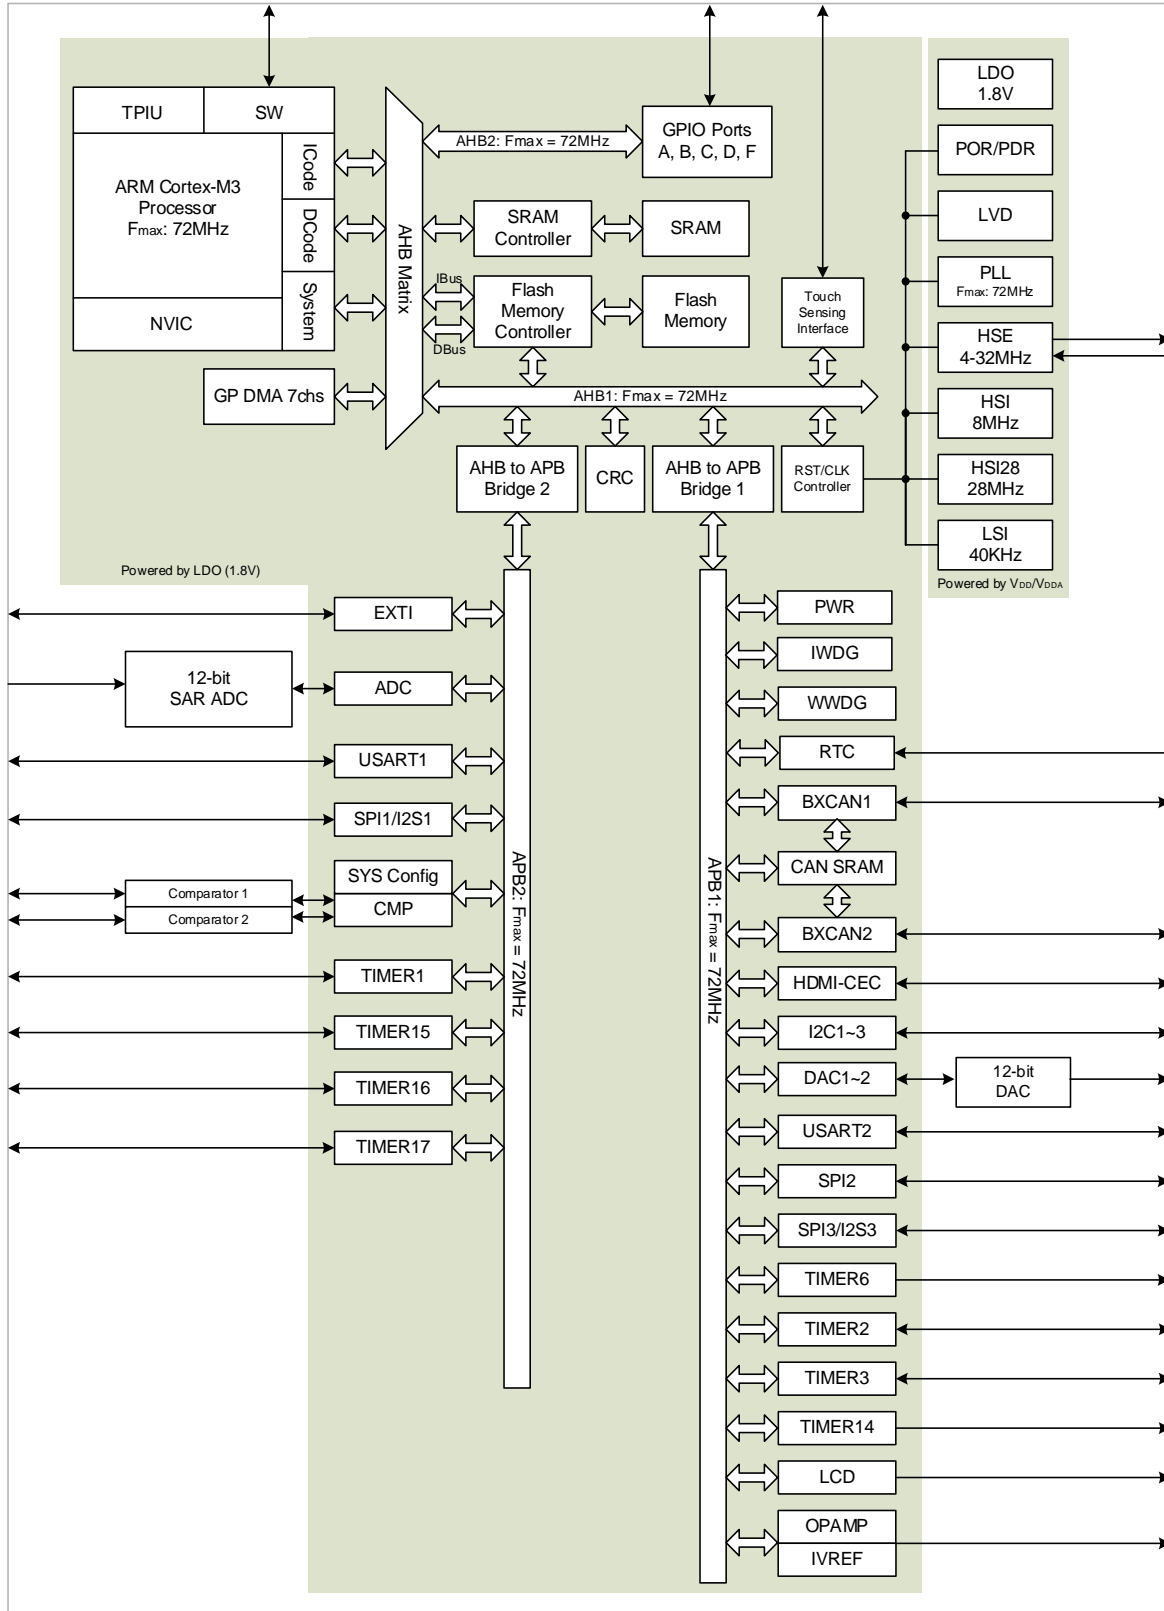 TPIU
SW
ARM Cortex-M3
Processor
Fmax: 72MHz
ICode
DCode
System
NVIC
GP DMA 7chs
AHB Matrix
AHB2: Fmax = 72MHz
GPIO Ports
A, B, C, D, F
SRAM
Controller
SRAM
IBus
DBus
Flash
Memory
Controller
Flash
Memory
Touch
Sensing
Interface
AHB1: Fmax = 72MHz
AHB to APB
Bridge 2
CRC
AHB to APB
Bridge 1
RST/CLK
Controller
LDO
1.8V
POR/PDR
LVD
PLL
Fmax: 72MHz
HSE
4-32MHz
HSI
8MHz
HSI28
28MHz
LSI
40KHz
Powered by LDO (1.8V)
Powered by VDD/VDDA
EXTI
12-bit
SAR ADC
ADC
USART1
SPI1/I2S1
SYS Config
CMP
Comparator 1
Comparator 2
TIMER1
TIMER15
TIMER16
TIMER17
APB2: Fmax = 72MHz
APB1: Fmax = 72MHz
PWR
IWDG
WWDG
RTC
BXCAN1
CAN SRAM
BXCAN2
HDMI-CEC
I2C1~3
DAC1~2
12-bit
DAC
USART2
SPI2
SPI3/I2S3
TIMER6
TIMER2
TIMER3
TIMER14
LCD
OPAMP
IVREF